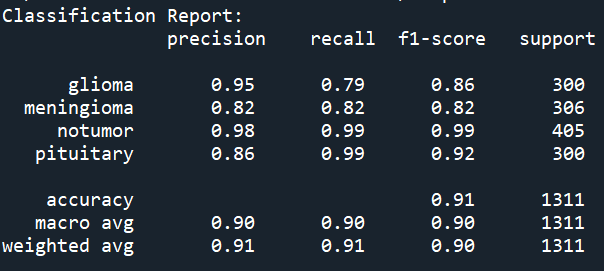 Classification Report:
precision recall f1-score support
glioma 0.95 0.79 0.86 300
meningioma 0.82 0.82 0.82 306
notumor 0.98 0.99 0.99 405
pituitary 0.86 0.99 0.92 300
accuracy 0.91 1311
macro avg 0.90 0.90 0.90 1311
weighted avg 0.91 0.91 0.90 1311